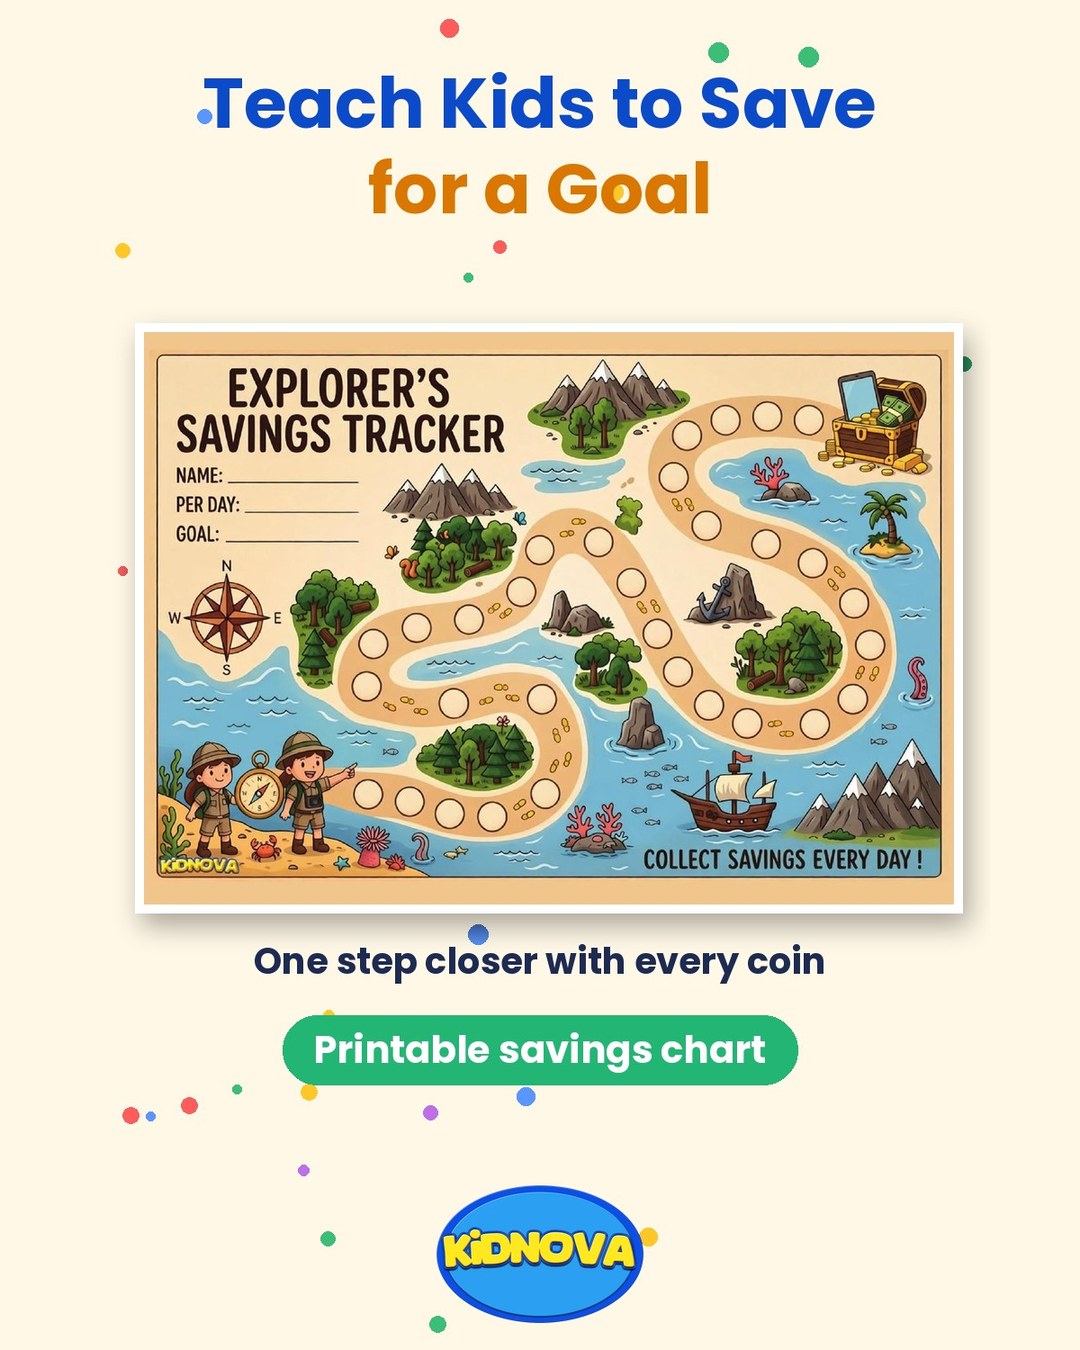 Teach Kids to Save
for a Goal
EXPLORER'S
SAVINGS TRACKER
NAME:
PER DAY:
GOAL:
N
W E
S
N
KiDNOVA
COLLECT SAVINGS EVERY DAY !
One step closer with every coin
Printable savings chart
KiDNOVA